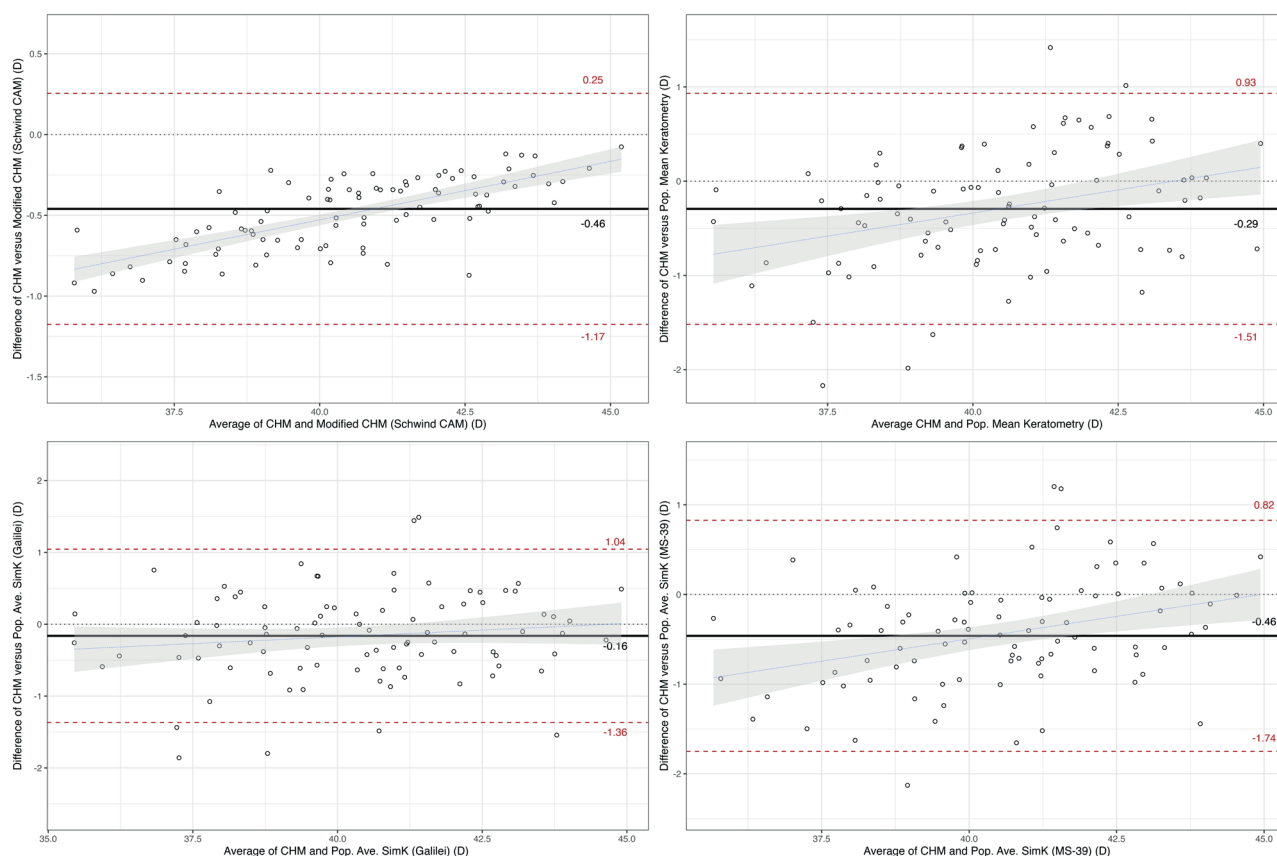 Difference of CHM versus Modified CHM (Schwind CAM) (D)
0.5
0.0
-0.5
-1.0
-1.5
0.25
-0.46
-1.17
37.5 40.0 42.5 45.0
Average of CHM and Modified CHM (Schwind CAM) (D)
Difference of CHM versus Pop. Mean Keratometry (D)
1
0
-1
-2
0.93
-0.29
-1.51
37.5 40.0 42.5 45.0
Average CHM and Pop. Mean Keratometry (D)
Difference of CHM versus Pop. Ave. SimK (Galilei) (D)
2
1
0
-1
-2
1.04
-0.16
-1.36
35.0 37.5 40.0 42.5 45.0
Average of CHM and Pop. Ave. SimK (Galilei) (D)
Difference of CHM versus Pop. Ave. SimK (MS-39) (D)
1
0
-1
-2
0.82
-0.46
-1.74
37.5 40.0 42.5 45.0
Average of CHM and Pop. Ave. SimK (MS-39) (D)